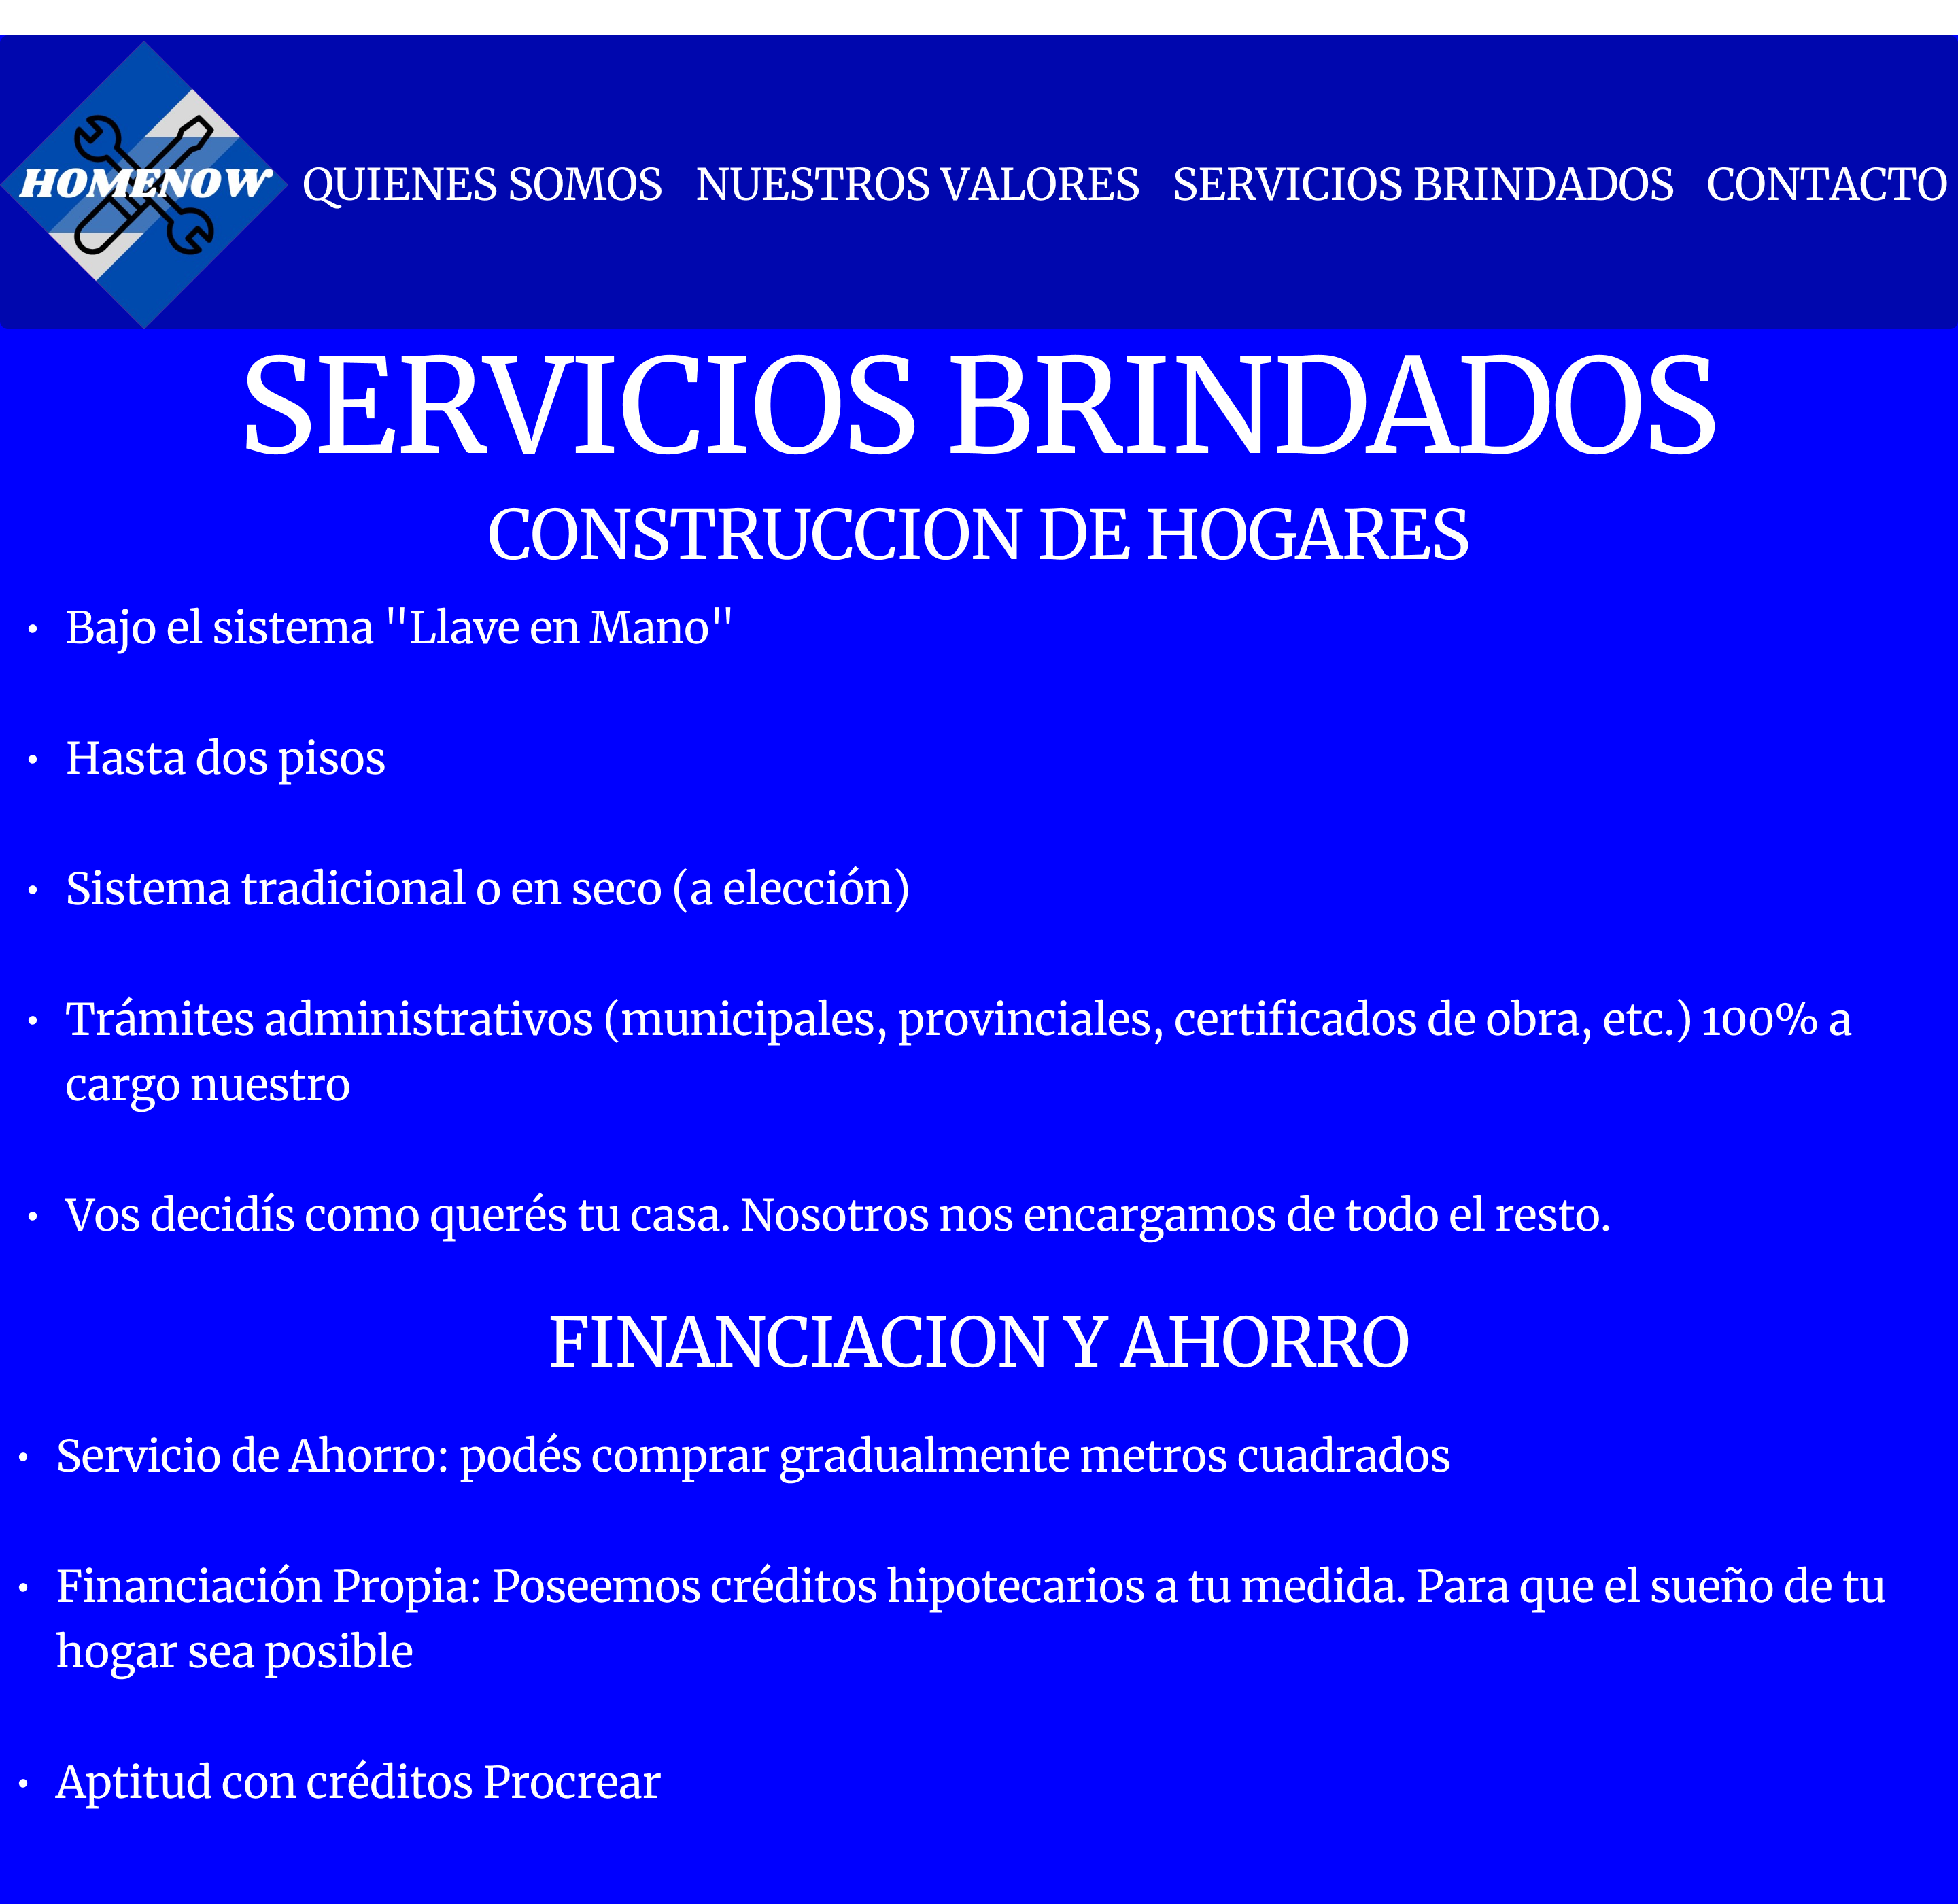 HOMENOW
QUIENES SOMOS NUESTROS VALORES SERVICIOS BRINDADOS CONTACTO
SERVICIOS BRINDADOS
CONSTRUCCION DE HOGARES
• Bajo el sistema "Llave en Mano"
• Hasta dos pisos
• Sistema tradicional o en seco (a elección)
• Trámites administrativos (municipales, provinciales, certificados de obra, etc.) 100% a
cargo nuestro
• Vos decidís como querés tu casa. Nosotros nos encargamos de todo el resto.
FINANCIACION Y AHORRO
• Servicio de Ahorro: podés comprar gradualmente metros cuadrados
• Financiación Propia: Poseemos créditos hipotecarios a tu medida. Para que el sueño de tu
hogar sea posible
• Aptitud con créditos Procrear